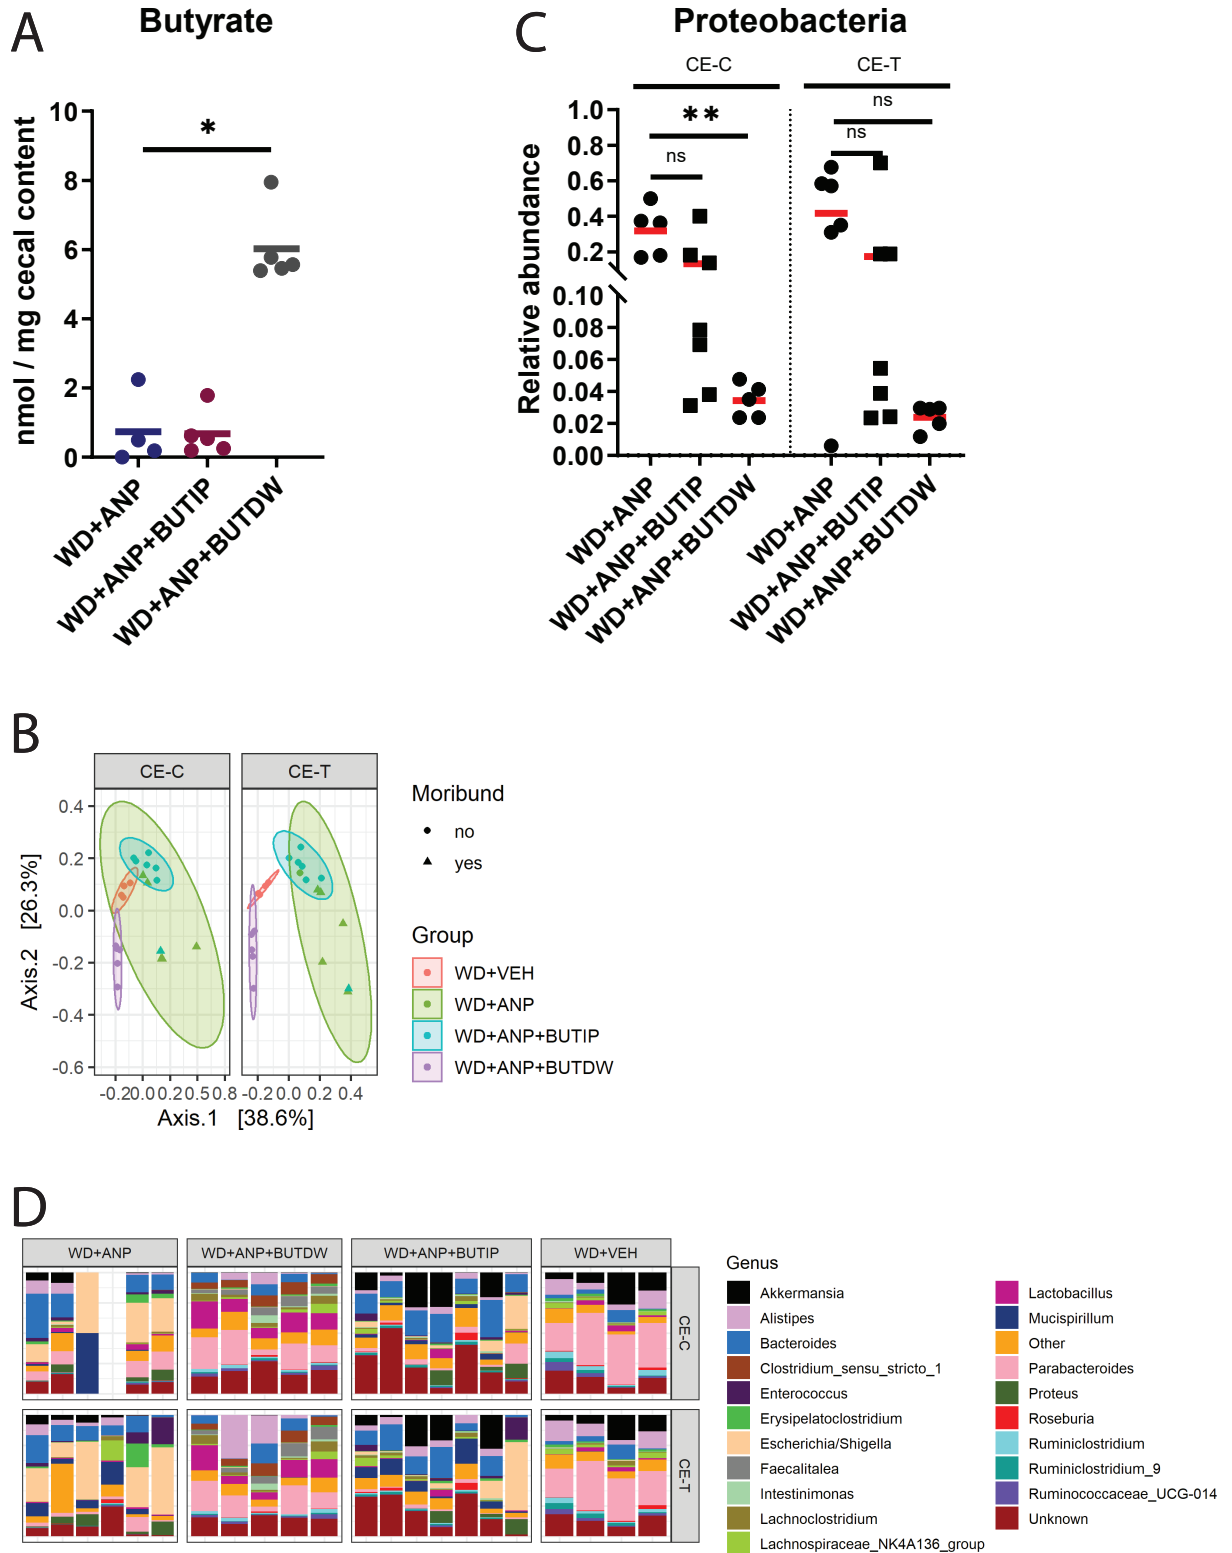 A
Butyrate
nmol / mg cecal content
10
8
6
4
2
0
*
WD+ANP
WD+ANP+BUTIP
WD+ANP+BUTDW
C
Proteobacteria
CE-C
CE-T
Relative abundance
1.0
0.8
0.6
0.4
0.2
0.10
0.08
0.06
0.04
0.02
0.00
**
ns
ns
ns
WD+ANP
WD+ANP+BUTIP
WD+ANP+BUTDW
WD+ANP
WD+ANP+BUTIP
WD+ANP+BUTDW
B
CE-C
CE-T
Axis.2 [26.3%]
0.4
0.2
0.0
-0.2
-0.4
-0.6
-0.2 0.0 0.2 0.5 0.8
-0.2 0.0 0.2 0.4
Axis.1 [38.6%]
Moribund
no
yes
Group
WD+VEH
WD+ANP
WD+ANP+BUTIP
WD+ANP+BUTDW
D
WD+ANP
WD+ANP+BUTDW
WD+ANP+BUTIP
WD+VEH
CE-C
CE-T
Genus
Akkermansia
Alistipes
Bacteroides
Clostridium_sensu_stricto_1
Enterococcus
Erysipelatoclostridium
Escherichia/Shigella
Faecalitalea
Intestinimonas
Lachnoclostridium
Lachnospiraceae_NK4A136_group
Lactobacillus
Mucispirillum
Other
Parabacteroides
Proteus
Roseburia
Ruminiclostridium
Ruminiclostridium_9
Ruminococcaceae_UCG-014
Unknown